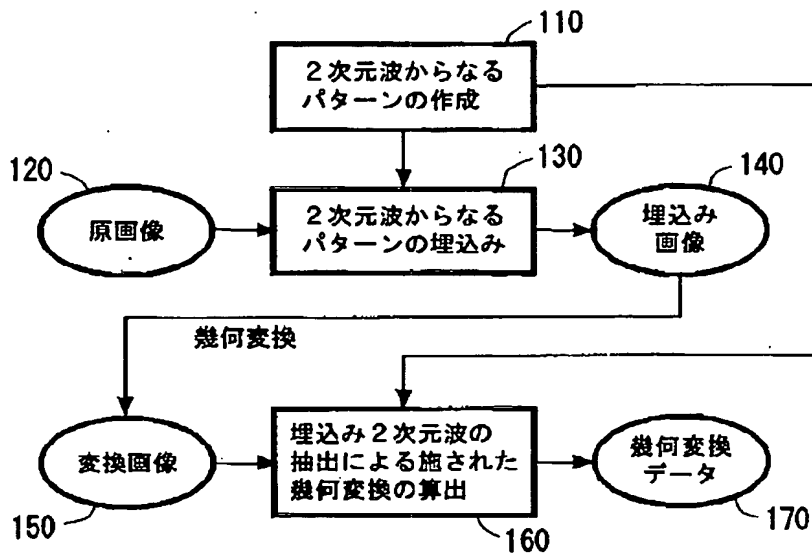 110
２次元波からなる
パターンの作成
120
130
140
原画像
２次元波からなる
パターンの埋込み
埋込み
画像
幾何変換
変換画像
埋込み２次元波の
抽出による施された
幾何変換の算出
幾何変換
データ
150
160
170